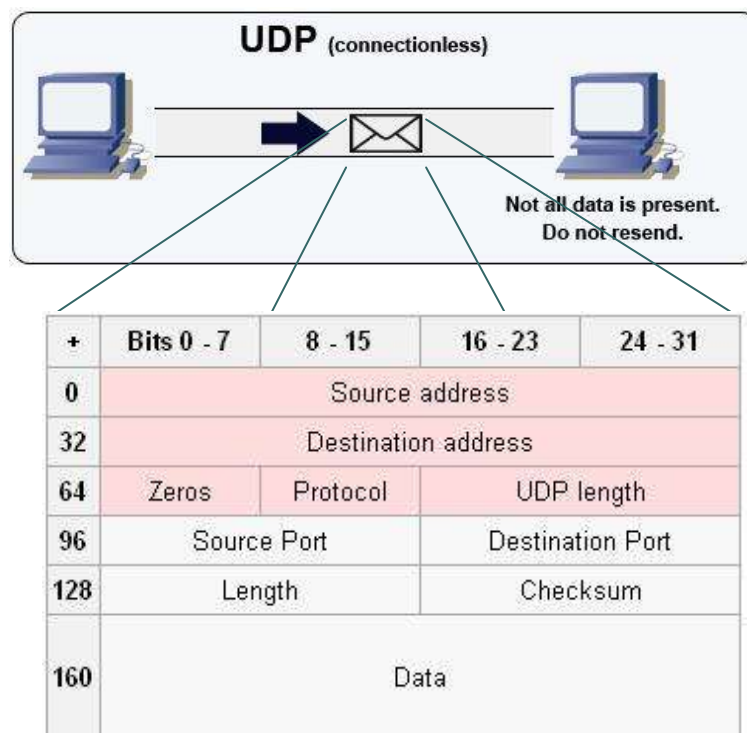 UDP (connectionless)
Not all data is present.
Do not resend.
+ Bits 0 - 7 8 - 15 16 - 23 24 - 31
0 Source address
32 Destination address
64 Zeros Protocol UDP length
96 Source Port Destination Port
128 Length Checksum
160 Data